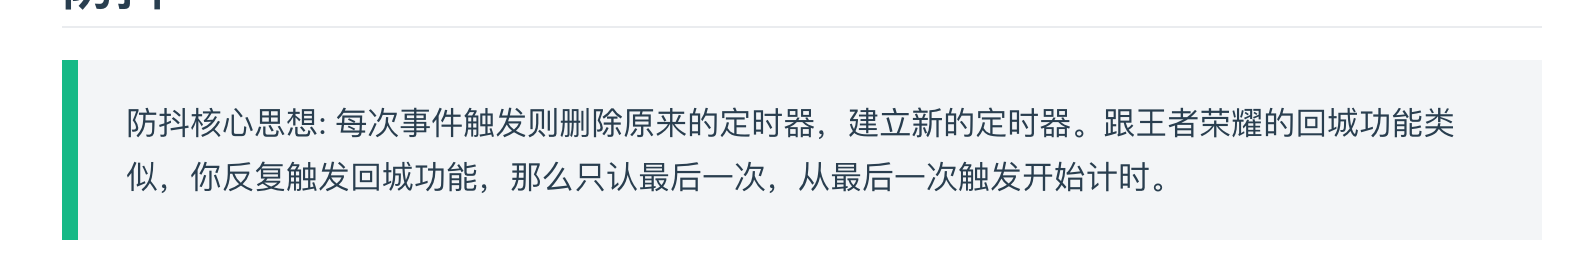 防抖
防抖核心思想: 每次事件触发则删除原来的定时器，建立新的定时器。跟王者荣耀的回城功能类
似，你反复触发回城功能，那么只认最后一次，从最后一次触发开始计时。